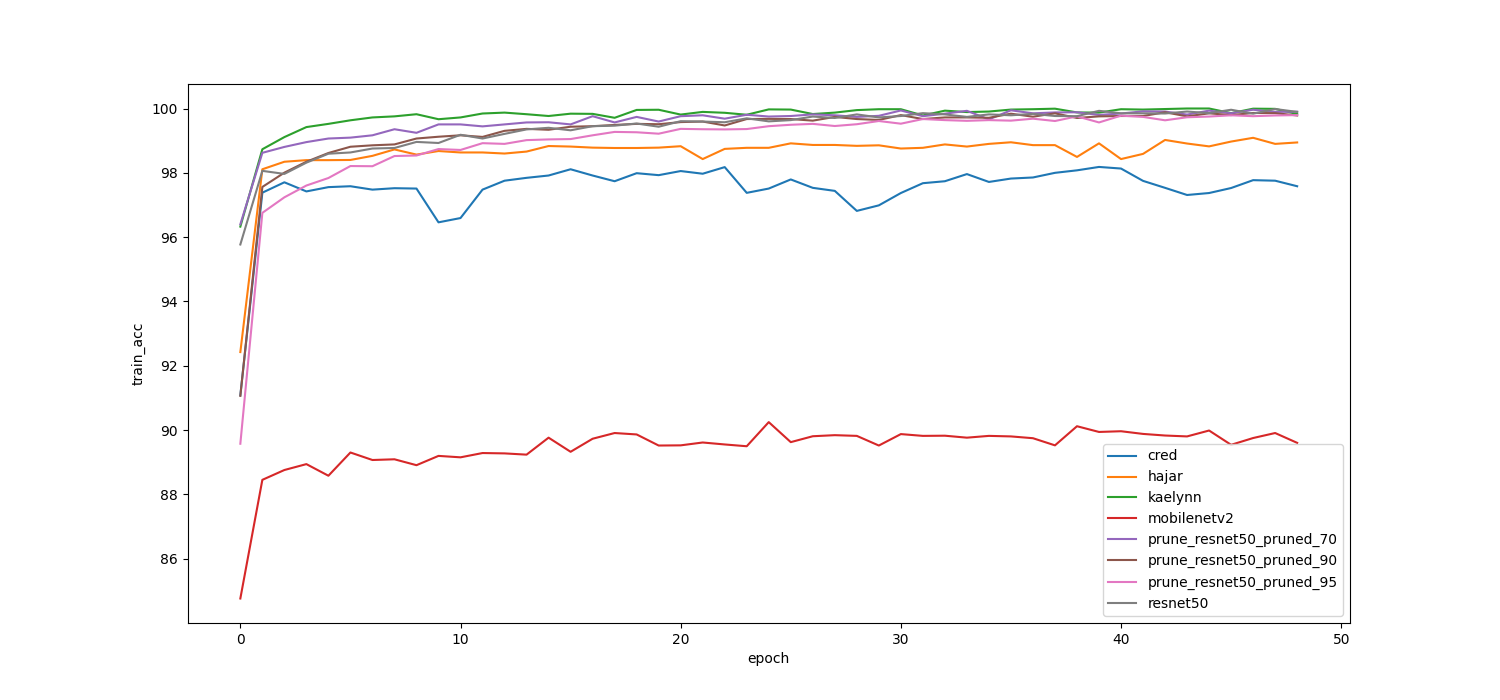 100
98
96
94
92
90
88
86
train_acc
0
10
20
30
40
50
epoch
cred
hajar
kaelynn
mobilenetv2
prune_resnet50_pruned_70
prune_resnet50_pruned_90
prune_resnet50_pruned_95
resnet50